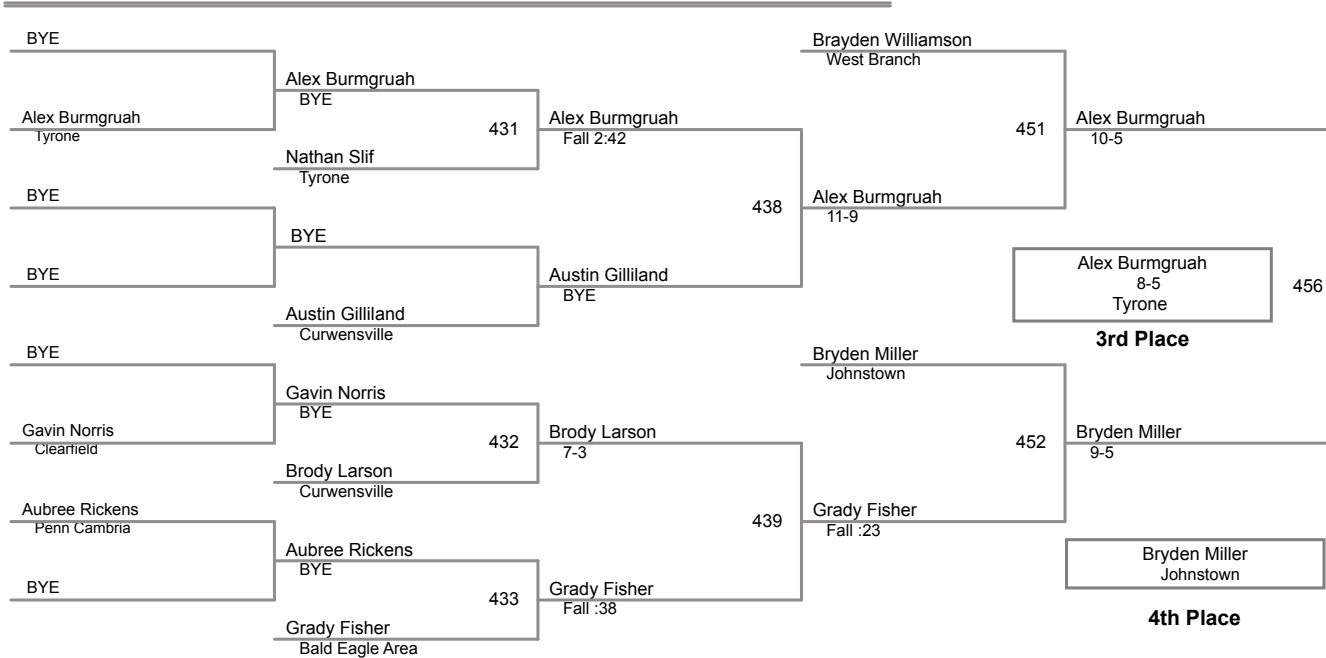 BYE
Brayden Williamson
West Branch
Alex Burmgruah
BYE
Alex Burmgruah
Tyrone
431
Alex Burmgruah
Fall 2:42
451
Alex Burmgruah
10-5
Nathan Slif
Tyrone
BYE
438
Alex Burmgruah
11-9
BYE
BYE
Austin Gilliland
BYE
Alex Burmgruah
8-5
Tyrone
456
Austin Gilliland
Curwensville
3rd Place
BYE
Bryden Miller
Johnstown
Gavin Norris
BYE
Gavin Norris
Clearfield
432
Brody Larson
7-3
452
Bryden Miller
9-5
Brody Larson
Curwensville
Aubree Rickens
Penn Cambria
439
Grady Fisher
Fall :23
Aubree Rickens
BYE
Bryden Miller
Johnstown
BYE
433
Grady Fisher
Fall :38
4th Place
Grady Fisher
Bald Eagle Area